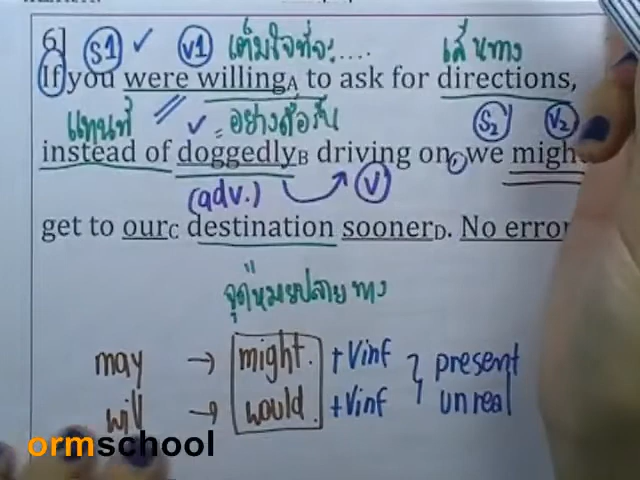 6]
S1 ✓ V1 เต็มใจที่จะ.... เส้นทาง
If you were willingA to ask for directions,
แทนที่ ✓ อย่างดื้อรั้น S2 V2
instead of doggedlyB driving on, we might
(adv.) V
get to ourC destination soonerD. No error
จุดหมายปลายทาง
may → might. + Vinf } present
will → would. + Vinf unreal
ormschool